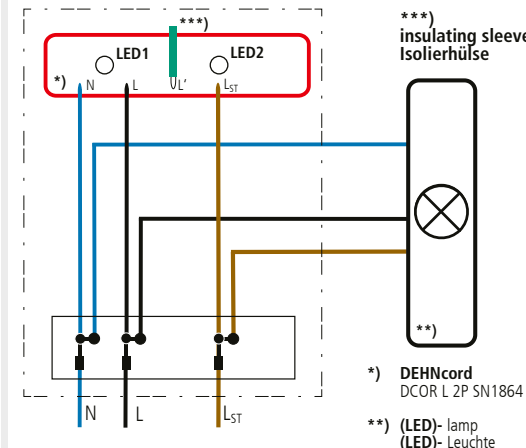 ***)
LED1
LED2
*)
N
L
L'
LST
***)
insulating sleeve
Isolierhülse
**)
N
L
LST
*) DEHNcord
DCOR L 2P SN1864
**) (LED)- lamp
(LED)- Leuchte